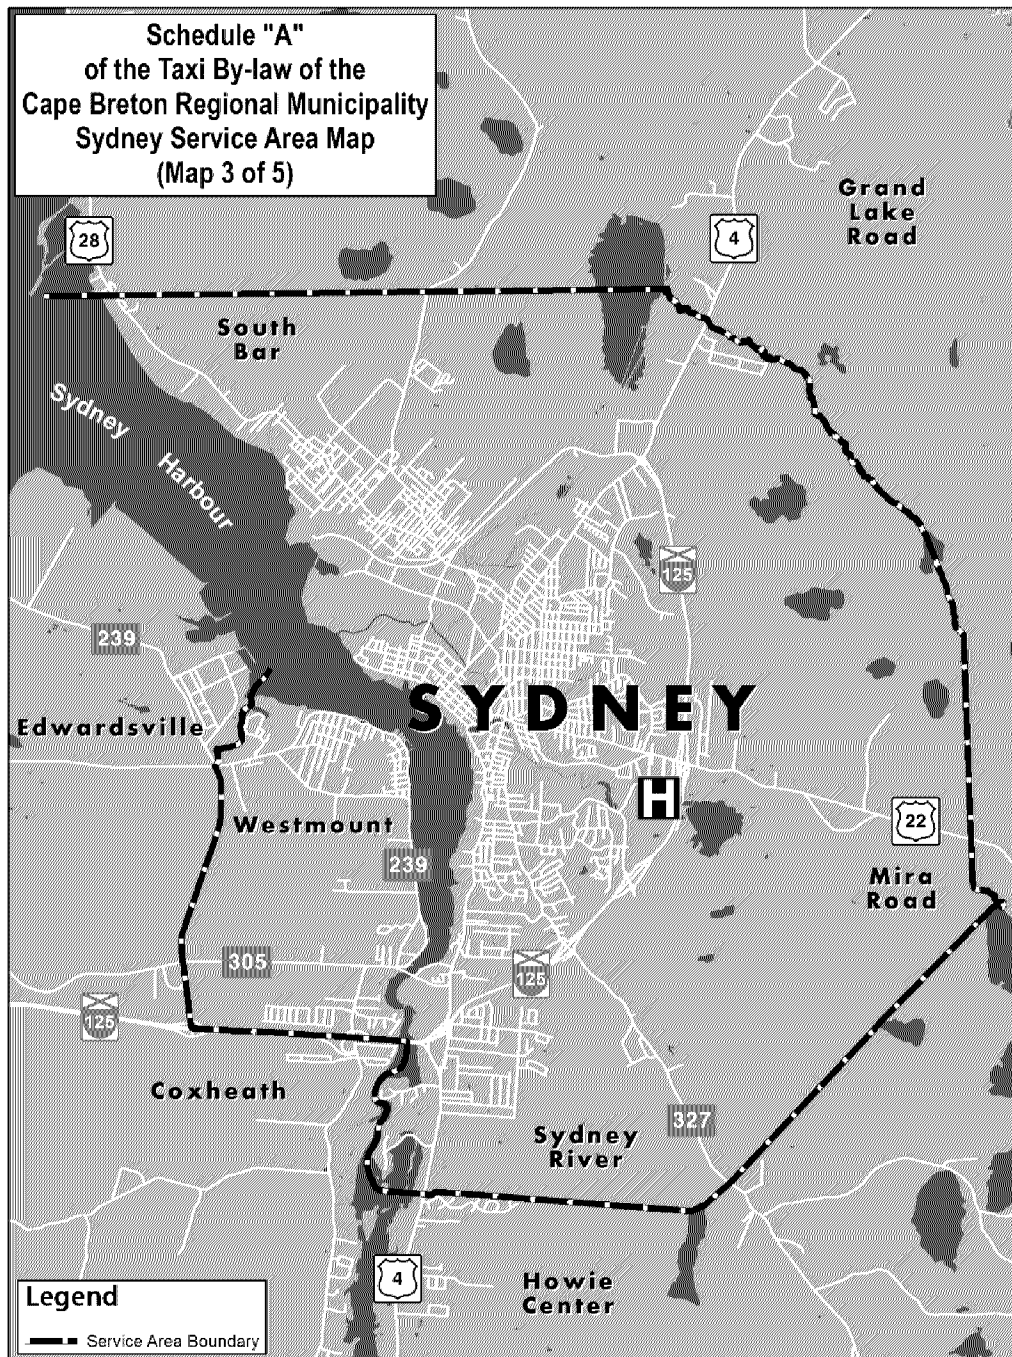 Schedule "A"
of the Taxi By-law of the
Cape Breton Regional Municipality
Sydney Service Area Map
(Map 3 of 5)
Grand
Lake
Road
28
4
South
Bar
Sydney
Harbour
125
239
SYDNEY
Edwardsville
H
Westmount
22
239
Mira
Road
305
125
125
Coxheath
327
Sydney
River
4
Howie
Center
Legend
Service Area Boundary